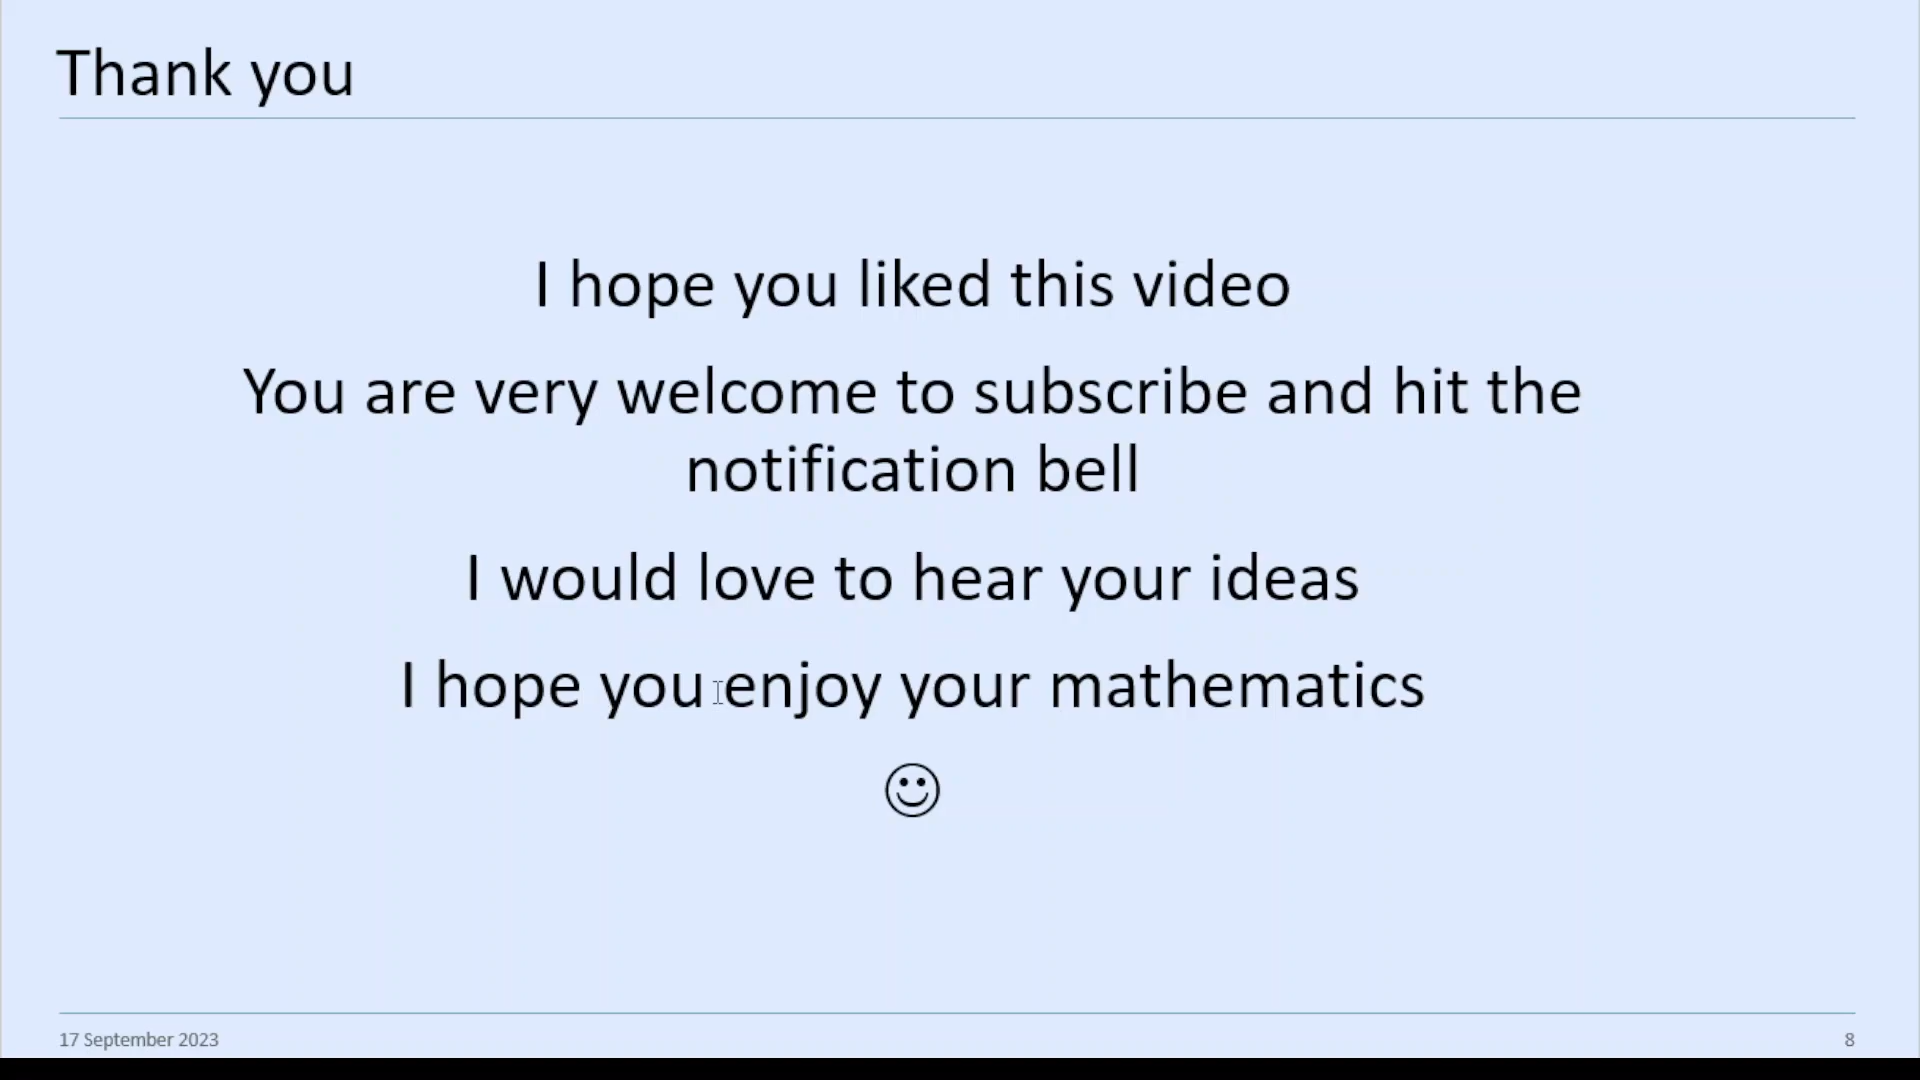 Thank you
I hope you liked this video
You are very welcome to subscribe and hit the
notification bell
I would love to hear your ideas
I hope you enjoy your mathematics
☺
17 September 2023
8